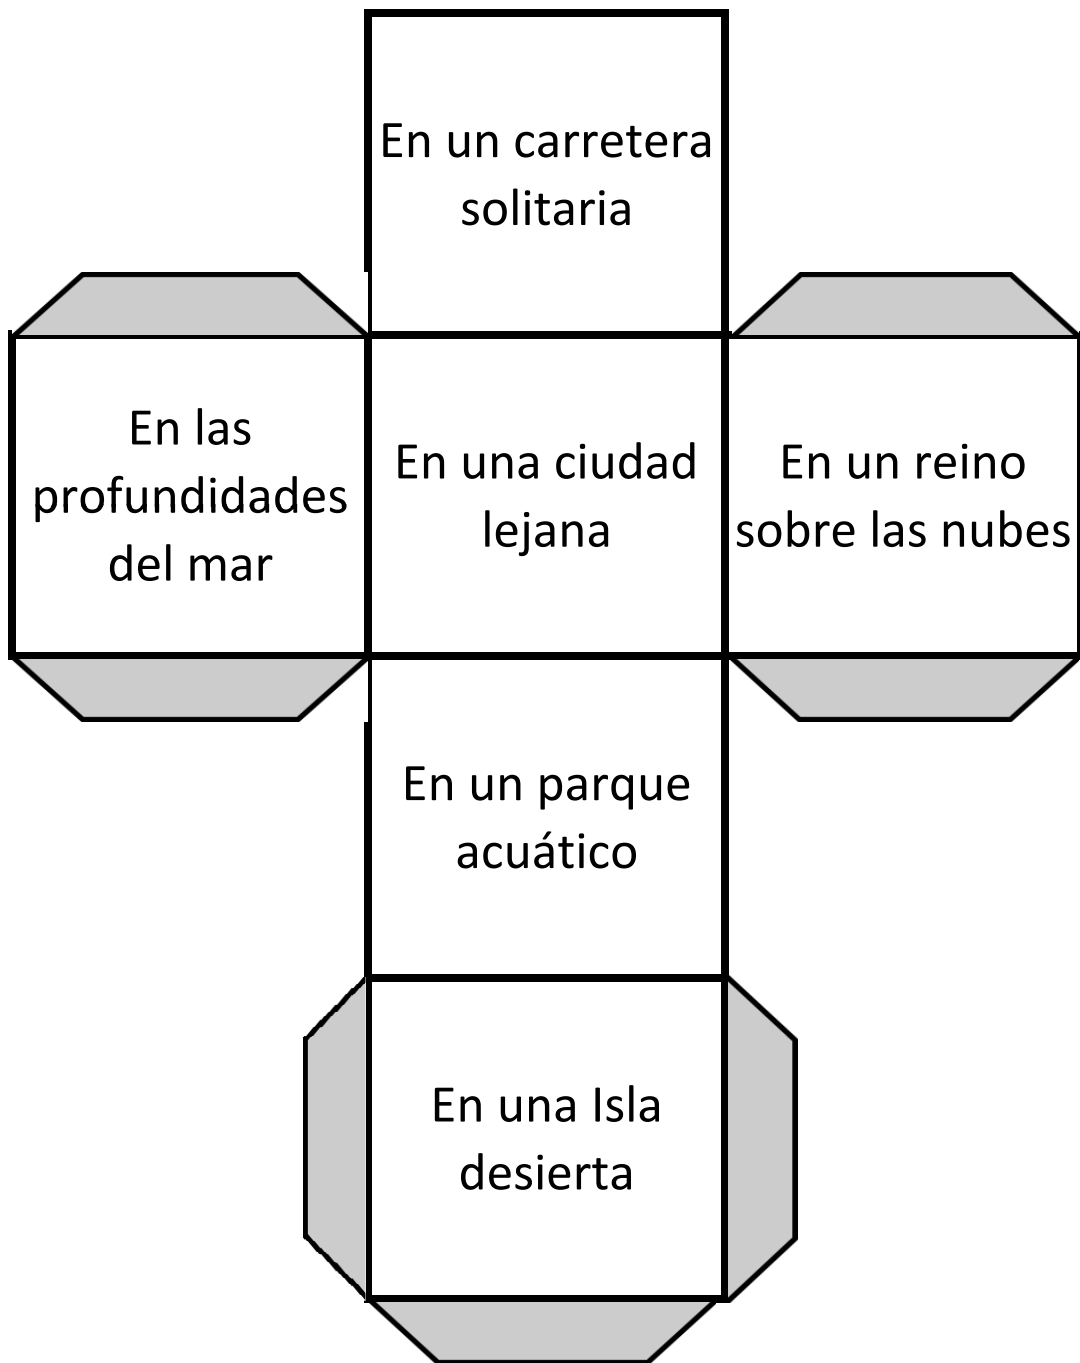 En un carretera
solitaria
En las
profundidades
del mar
En una ciudad
lejana
En un reino
sobre las nubes
En un parque
acuático
En una Isla
desierta